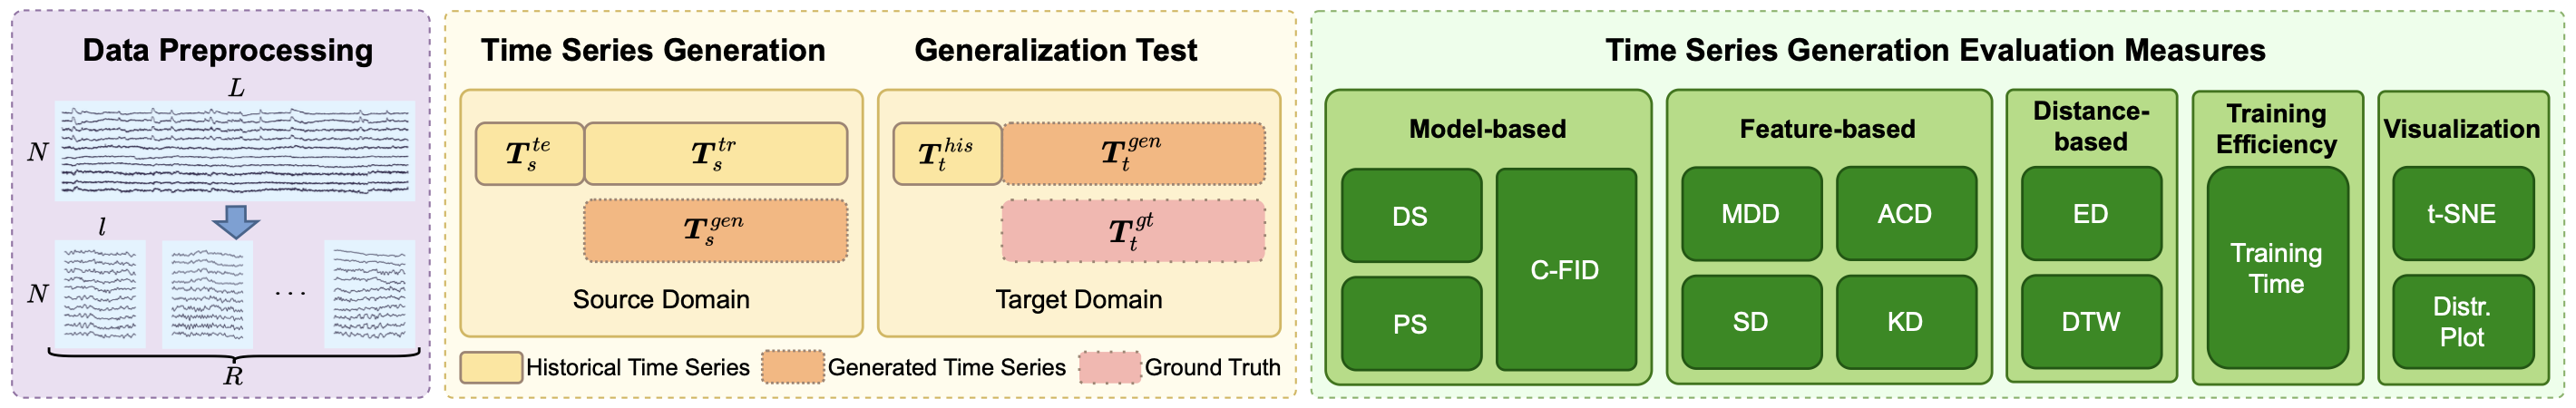 Data Preprocessing
L
N
l
N
. . .
R
Time Series Generation
T_s^{te}
T_s^{tr}
T_s^{gen}
Source Domain
Generalization Test
T_t^{his}
T_t^{gen}
T_t^{gt}
Target Domain
Historical Time Series
Generated Time Series
Ground Truth
Time Series Generation Evaluation Measures
Model-based
DS
PS
C-FID
Feature-based
MDD
ACD
SD
KD
Distance-
based
ED
DTW
Training
Efficiency
Training
Time
Visualization
t-SNE
Distr.
Plot